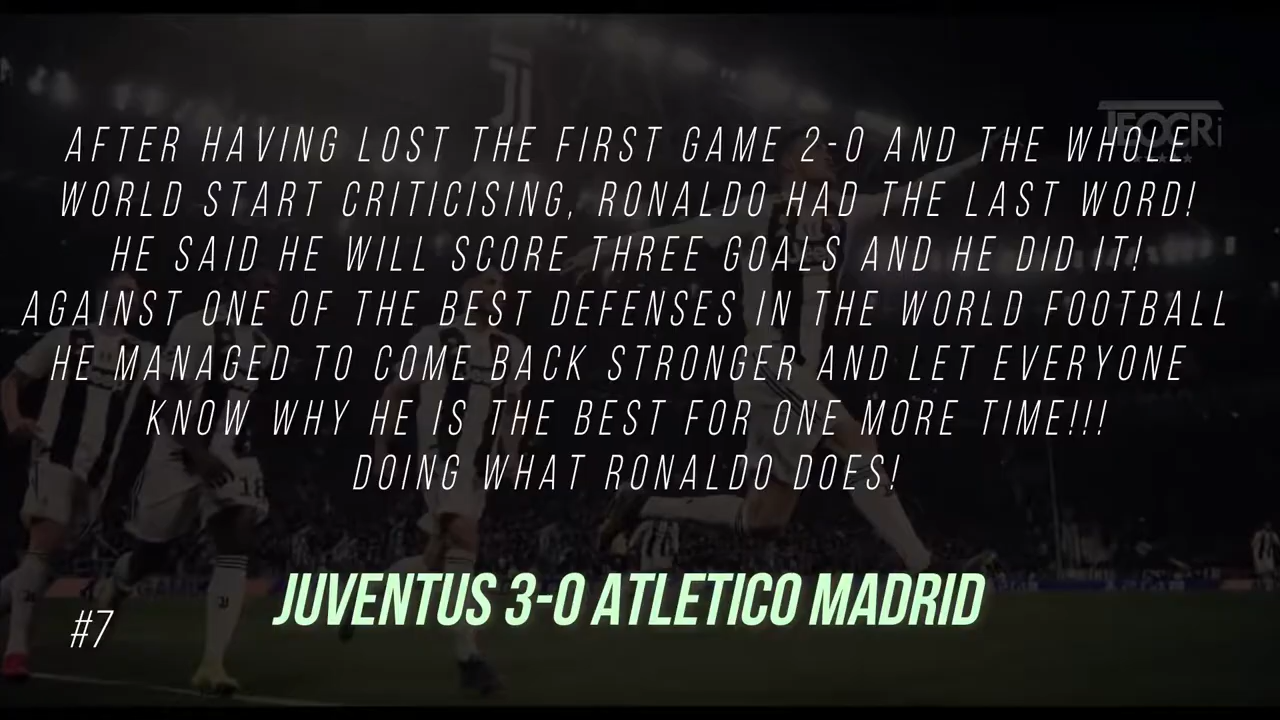 TEOCRi
AFTER HAVING LOST THE FIRST GAME 2-0 AND THE WHOLE
WORLD START CRITICISING, RONALDO HAD THE LAST WORD!
HE SAID HE WILL SCORE THREE GOALS AND HE DID IT!
AGAINST ONE OF THE BEST DEFENSES IN THE WORLD FOOTBALL
HE MANAGED TO COME BACK STRONGER AND LET EVERYONE
KNOW WHY HE IS THE BEST FOR ONE MORE TIME!!!
DOING WHAT RONALDO DOES!
18
JUVENTUS 3-0 ATLETICO MADRID
#7